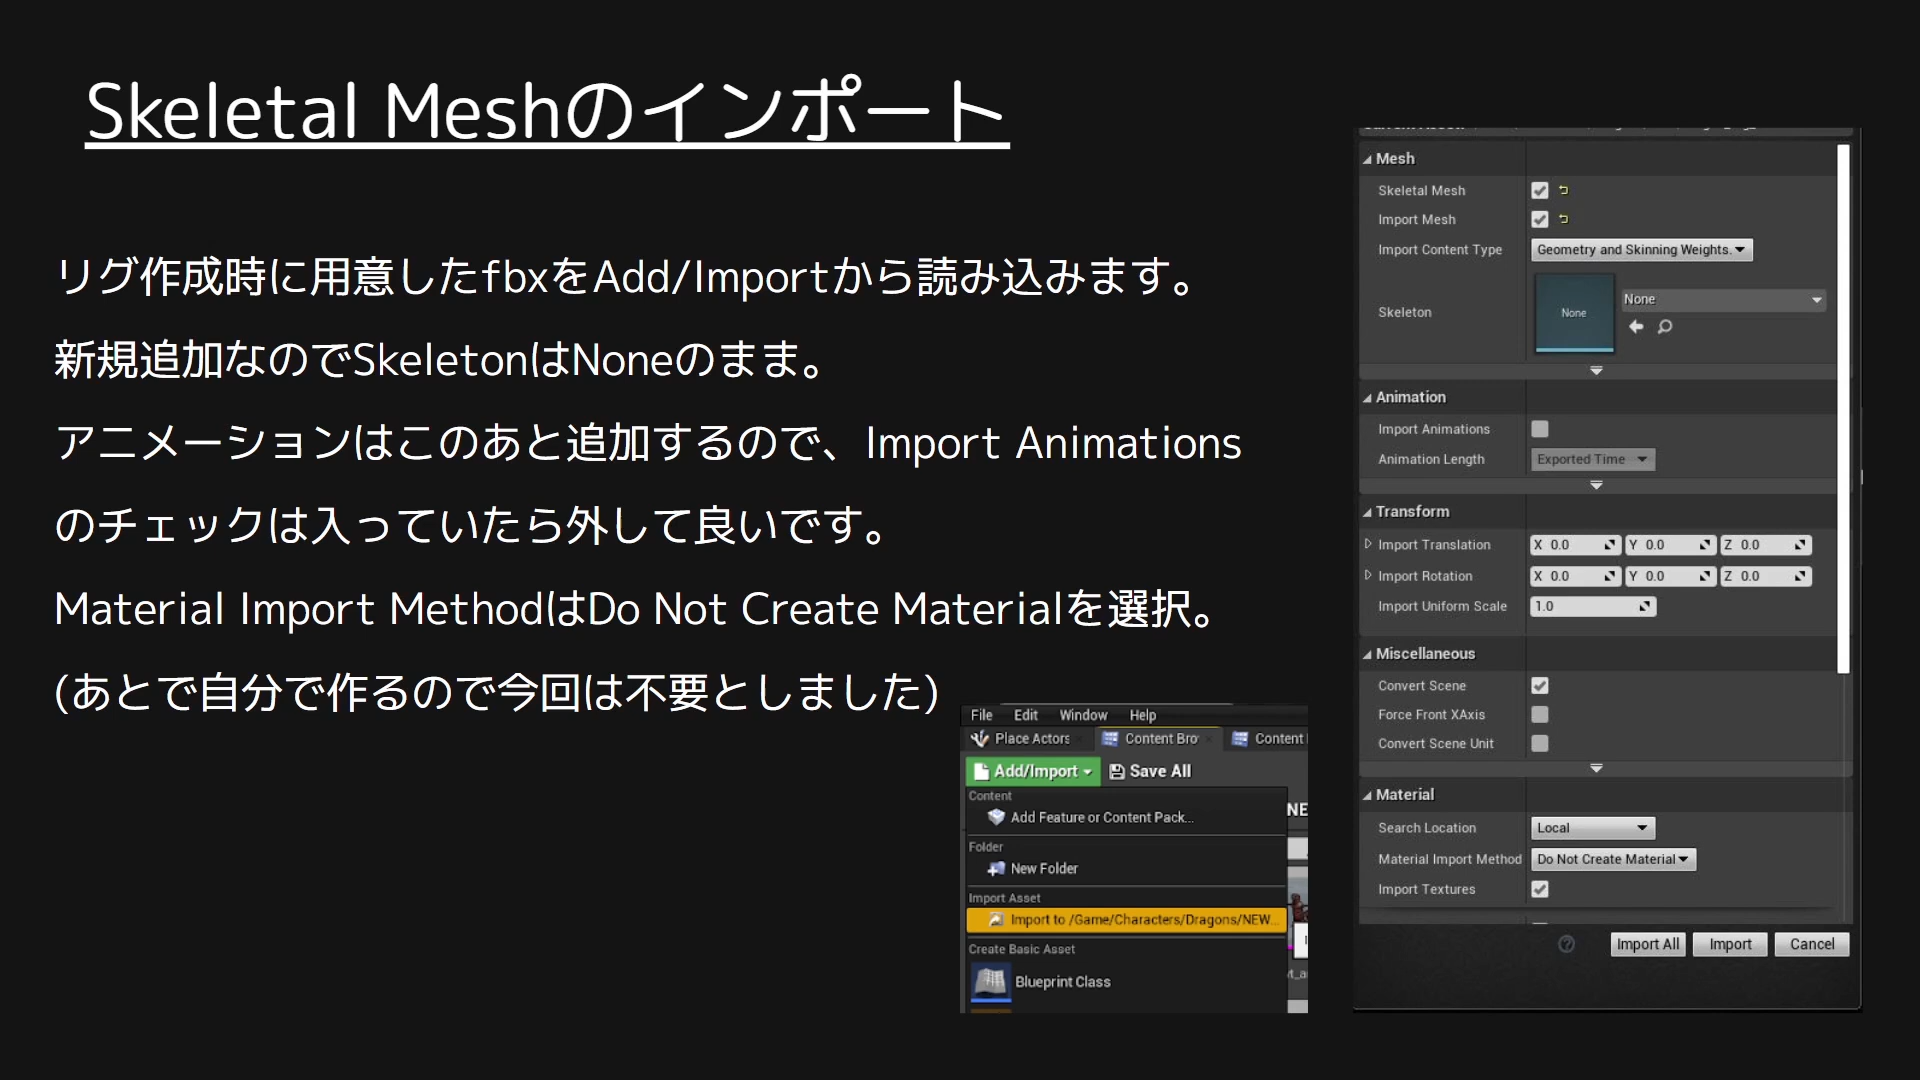 Skeletal Meshのインポート
リグ作成時に用意したfbxをAdd/Importから読み込みます。
新規追加なのでSkeletonはNoneのまま。
アニメーションはこのあと追加するので、Import Animations
のチェックは入っていたら外して良いです。
Material Import MethodはDo Not Create Materialを選択。
(あとで自分で作るので今回は不要としました)
File Edit Window Help
Place Actors Content Bro Content
Add/Import Save All
Content
Add Feature or Content Pack...
NE
Folder
New Folder
Import Asset
Import to /Game/Characters/Dragons/NEW...
Create Basic Asset
Blueprint Class
Mesh
Skeletal Mesh
Import Mesh
Import Content Type Geometry and Skinning Weights.
Skeleton None None
Animation
Import Animations
Animation Length Exported Time
Transform
Import Translation X 0.0 Y 0.0 Z 0.0
Import Rotation X 0.0 Y 0.0 Z 0.0
Import Uniform Scale 1.0
Miscellaneous
Convert Scene
Force Front XAxis
Convert Scene Unit
Material
Search Location Local
Material Import Method Do Not Create Material
Import Textures
Import All Import Cancel